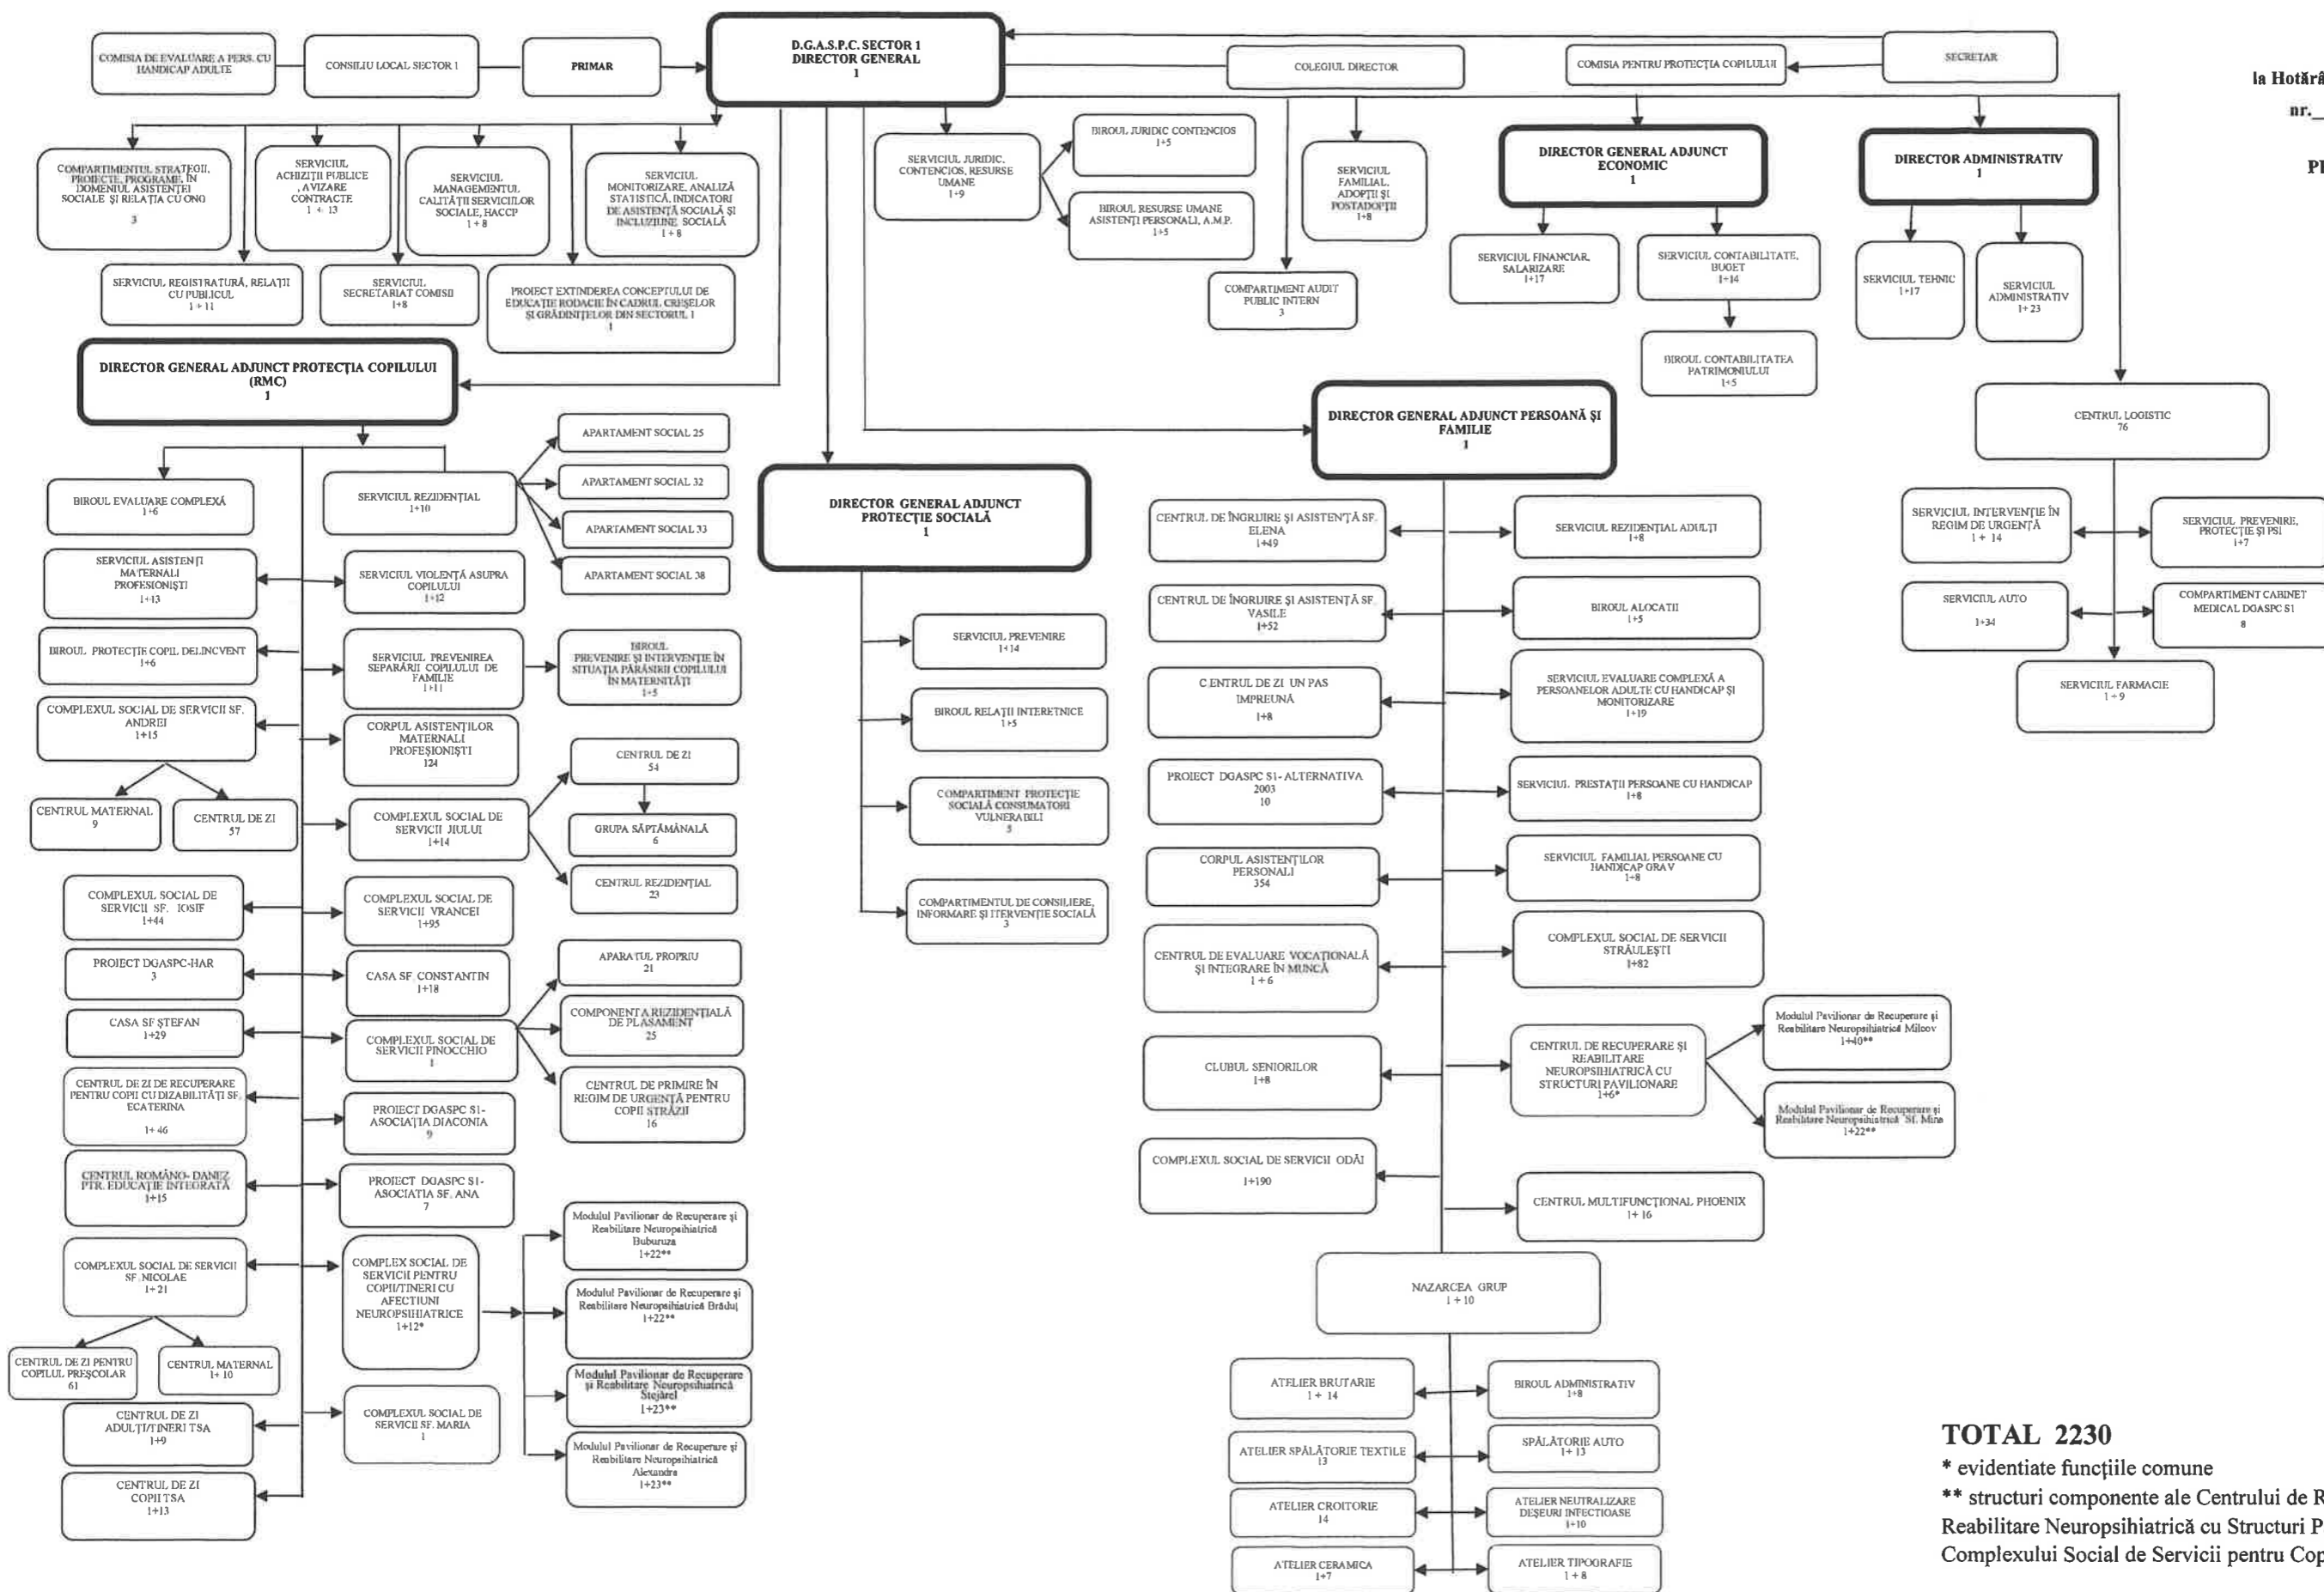 COMISIA DE EVALUARE A PERS. CU
HANDICAP ADULTE
CONSILIU LOCAL SECTOR 1
PRIMAR
D.G.A.S.P.C. SECTOR 1
DIRECTOR GENERAL
1
COLEGIUL DIRECTOR
COMISIA PENTRU PROTECȚIA COPILULUI
SECRETAR
la Hotărâ
nr.__
COMPARTIMENTUL STRATEGII,
PROIECTE, PROGRAME, ÎN
DOMENIUL ASISTENȚEI
SOCIALE ȘI RELAȚIA CU ONG
3
SERVICIUL
ACHIZIȚII PUBLICE
, AVIZARE
CONTRACTE
1 + 13
SERVICIUL
MANAGEMENTUL
CALITĂȚII SERVICIILOR
SOCIALE, HACCP
1 + 8
SERVICIUL
MONITORIZARE, ANALIZĂ
STATISTICĂ, INDICATORI
DE ASISTENȚĂ SOCIALĂ ȘI
INCLUZIUNE SOCIALĂ
1 + 8
SERVICIUL JURIDIC,
CONTENCIOS, RESURSE
UMANE
1+9
BIROUL JURIDIC CONTENCIOS
1+5
BIROUL RESURSE UMANE
ASISTENȚI PERSONALI, A.M.P.
1+5
SERVICIUL
FAMILIAL,
ADOPȚII ȘI
POSTADOPȚII
1+8
DIRECTOR GENERAL ADJUNCT
ECONOMIC
1
DIRECTOR ADMINISTRATIV
1
SERVICIUL REGISTRATURĂ, RELAȚII
CU PUBLICUL
1 + 11
SERVICIUL
SECRETARIAT COMISII
1+8
PROIECT EXTINDEREA CONCEPTULUI DE
EDUCAȚIE RODACIE ÎN CADRUL CREȘELOR
ȘI GRĂDINIȚELOR DIN SECTORUL 1
1
COMPARTIMENT AUDIT
PUBLIC INTERN
3
SERVICIUL FINANCIAR,
SALARIZARE
1+17
SERVICIUL CONTABILITATE,
BUGET
1+14
BIROUL CONTABILITATEA
PATRIMONIULUI
1+5
SERVICIUL TEHNIC
1+17
SERVICIUL
ADMINISTRATIV
1+ 23
DIRECTOR GENERAL ADJUNCT PROTECȚIA COPILULUI
(RMC)
1
DIRECTOR GENERAL ADJUNCT PERSOANĂ ȘI
FAMILIE
1
CENTRUL LOGISTIC
76
DIRECTOR GENERAL ADJUNCT
PROTECȚIE SOCIALĂ
1
BIROUL EVALUARE COMPLEXĂ
1+6
SERVICIUL REZIDENȚIAL
1+10
APARTAMENT SOCIAL 25
APARTAMENT SOCIAL 32
APARTAMENT SOCIAL 33
APARTAMENT SOCIAL 38
SERVICIUL ASISTENȚI
MATERNALI
PROFESIONIȘTI
1+13
SERVICIUL VIOLENȚĂ ASUPRA
COPILULUI
1+12
BIROUL PROTECȚIE COPIL DELINCVENT
1+6
SERVICIUL PREVENIREA
SEPARĂRII COPILULUI DE
FAMILIE
1+11
BIROUL
PREVENIRE ȘI INTERVENȚIE ÎN
SITUAȚIA PĂRĂSIRII COPILULUI
ÎN MATERNITĂȚI
1+5
COMPLEXUL SOCIAL DE SERVICII SF.
ANDREI
1+15
CORPUL ASISTENȚILOR
MATERNALI
PROFESIONIȘTI
124
CENTRUL MATERNAL
9
CENTRUL DE ZI
57
COMPLEXUL SOCIAL DE
SERVICII JIULUI
1+14
CENTRUL DE ZI
54
GRUPA SĂPTĂMÂNALĂ
6
CENTRUL REZIDENȚIAL
23
COMPLEXUL SOCIAL DE
SERVICII SF. IOSIF
1+44
COMPLEXUL SOCIAL DE
SERVICII VRANCEI
1+95
PROIECT DGASPC-HAR
3
CASA SF. CONSTANTIN
1+18
CASA SF ȘTEFAN
1+29
COMPLEXUL SOCIAL DE
SERVICII PINOCCHIO
1
APARATUL PROPRIU
21
COMPONENTA REZIDENȚIALĂ
DE PLASAMENT
25
CENTRUL DE PRIMIRE ÎN
REGIM DE URGENȚĂ PENTRU
COPII STRĂZII
16
CENTRUL DE ZI DE RECUPERARE
PENTRU COPII CU DIZABILITĂȚI SF.
ECATERINA
1+ 46
PROIECT DGASPC S1-
ASOCIAȚIA DIACONIA
9
CENTRUL ROMÂNO- DANEZ
PTR. EDUCAȚIE INTEGRATĂ
1+15
PROIECT DGASPC S1-
ASOCIATIA SF. ANA
7
COMPLEXUL SOCIAL DE SERVICII
SF. NICOLAE
1+21
COMPLEX SOCIAL DE
SERVICII PENTRU
COPII/TINERI CU
AFECTIUNI
NEUROPSIHIATRICE
1+12*
Modulul Pavilionar de Recuperare și
Reabilitare Neuropsihiatrică
Buburuza
1+22**
Modulul Pavilionar de Recuperare și
Reabilitare Neuropsihiatrică Brăduț
1+22**
Modulul Pavilionar de Recuperare
și Reabilitare Neuropsihiatrică
Stejărel
1+23**
Modulul Pavilionar de Recuperare și
Reabilitare Neuropsihiatrică
Alexandra
1+23**
CENTRUL DE ZI PENTRU
COPILUL PREȘCOLAR
61
CENTRUL MATERNAL
1+ 10
CENTRUL DE ZI
ADULȚI/TINERI TSA
1+9
COMPLEXUL SOCIAL DE
SERVICII SF. MARIA
1
CENTRUL DE ZI
COPII TSA
1+13
SERVICIUL PREVENIRE
1+14
BIROUL RELAȚII INTERETNICE
1+5
COMPARTIMENT PROTECȚIE
SOCIALĂ CONSUMATORI
VULNERABILI
5
COMPARTIMENTUL DE CONSILIERE,
INFORMARE ȘI ITERVENȚIE SOCIALĂ
3
CENTRUL DE ÎNGRIJIRE ȘI ASISTENȚĂ SF.
ELENA
1+49
SERVICIUL REZIDENȚIAL ADULȚI
1+8
CENTRUL DE ÎNGRIJIRE ȘI ASISTENȚĂ SF.
VASILE
1+52
BIROUL ALOCATII
1+5
CENTRUL DE ZI UN PAS
IMPREUNĂ
1+8
SERVICIUL EVALUARE COMPLEXĂ A
PERSOANELOR ADULTE CU HANDICAP ȘI
MONITORIZARE
1+19
PROIECT DGASPC S1- ALTERNATIVA
2003
10
SERVICIUL PRESTAȚII PERSOANE CU HANDICAP
1+8
CORPUL ASISTENȚILOR
PERSONALI
354
SERVICIUL FAMILIAL PERSOANE CU
HANDICAP GRAV
1+8
CENTRUL DE EVALUARE VOCAȚIONALĂ
ȘI INTEGRARE ÎN MUNCĂ
1 + 6
COMPLEXUL SOCIAL DE SERVICII
STRĂULEȘTI
1+82
CLUBUL SENIORILOR
1+8
CENTRUL DE RECUPERARE ȘI
REABILITARE
NEUROPSIHIATRICĂ CU
STRUCTURI PAVILIONARE
1+6*
Modulul Pavilionar de Recuperare și
Reabilitare Neuropsihiatrica Milcov
1+40**
Modulul Pavilionar de Recuperare și
Reabilitare Neuropsihiatrică Sf. Mina
1+22**
COMPLEXUL SOCIAL DE SERVICII ODĂI
1+190
CENTRUL MULTIFUNCȚIONAL PHOENIX
1+ 16
NAZARCEA GRUP
1 + 10
ATELIER BRUTARIE
1 + 14
BIROUL ADMINISTRATIV
1+8
ATELIER SPĂLĂTORIE TEXTILE
13
SPĂLĂTORIE AUTO
1+ 13
ATELIER CROITORIE
14
ATELIER NEUTRALIZARE
DEȘEURI INFECTIOASE
1+10
ATELIER CERAMICA
1+7
ATELIER TIPOGRAFIE
1 + 8
SERVICIUL INTERVENȚIE ÎN
REGIM DE URGENȚĂ
1 + 14
SERVICIUL PREVENIRE,
PROTECȚIE ȘI PSI
1+7
SERVICIUL AUTO
1+34
COMPARTIMENT CABINET
MEDICAL DGASPC S1
8
SERVICIUL FARMACIE
1 + 9
TOTAL 2230
* evidentiate funcțiile comune
** structuri componente ale Centrului de R
Reabilitare Neuropsihiatrică cu Structuri P
Complexului Social de Servicii pentru Cop